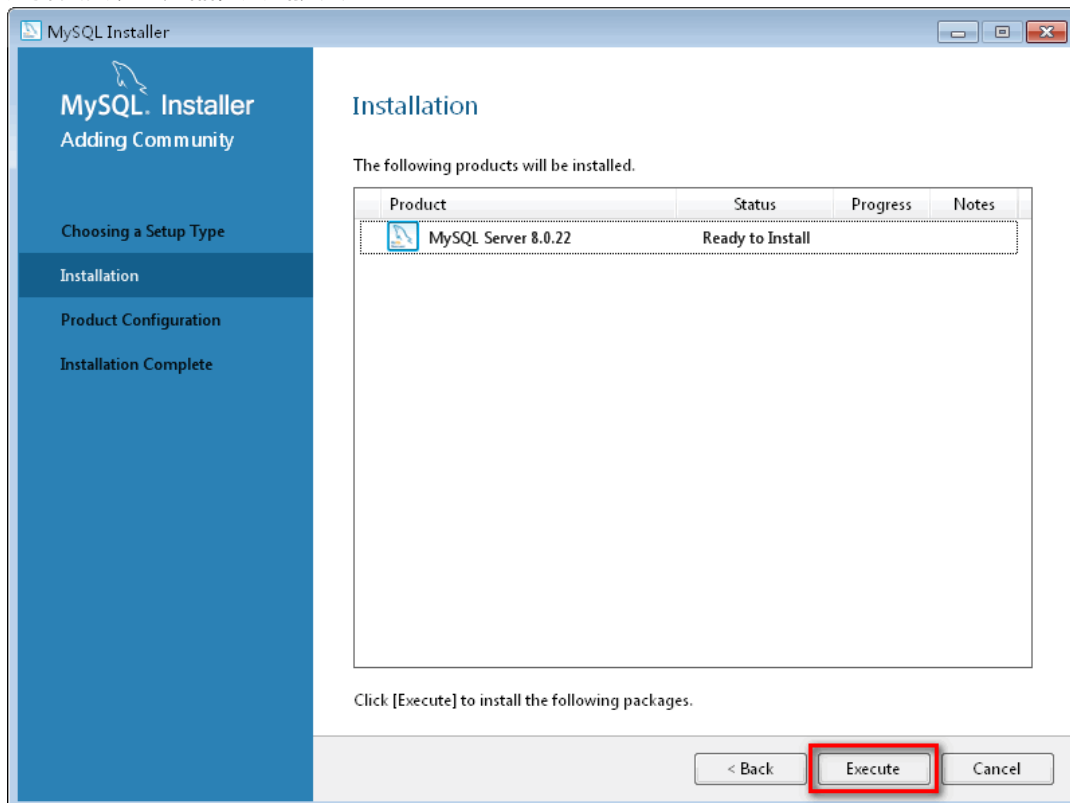 MySQL Installer
MySQL. Installer
Adding Community
Choosing a Setup Type
Installation
Product Configuration
Installation Complete
Installation
The following products will be installed.
Product Status Progress Notes
MySQL Server 8.0.22 Ready to Install
Click [Execute] to install the following packages.
< Back Execute Cancel